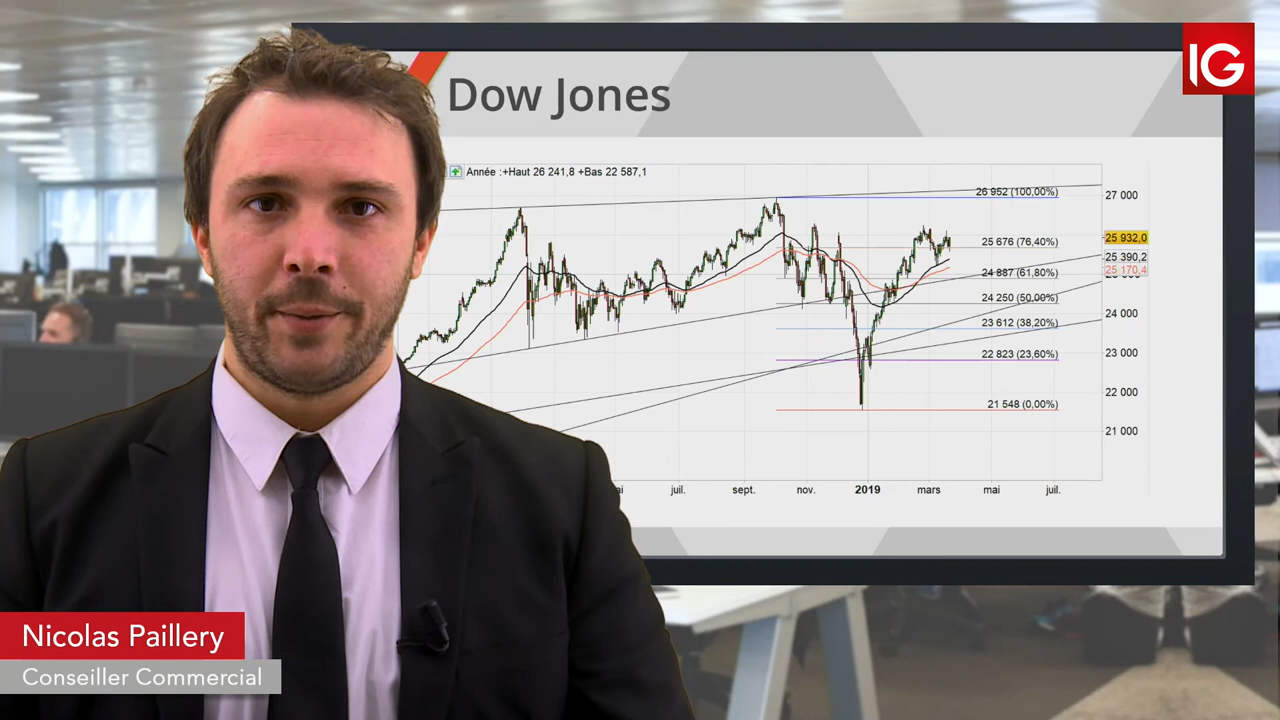 IG
Dow Jones
Année :+Haut 26 241,8 +Bas 22 587,1
26 952 (100,00%)
27 000
25 932,0
25 676 (76,40%)
25 390,2
25 170,4
24 887 (61,80%)
24 250 (50,00%)
24 000
23 612 (38,20%)
23 000
22 823 (23,60%)
22 000
21 548 (0,00%)
21 000
juil.
sept.
nov.
2019
mars
mai
juil.
Nicolas Paillery
Conseiller Commercial